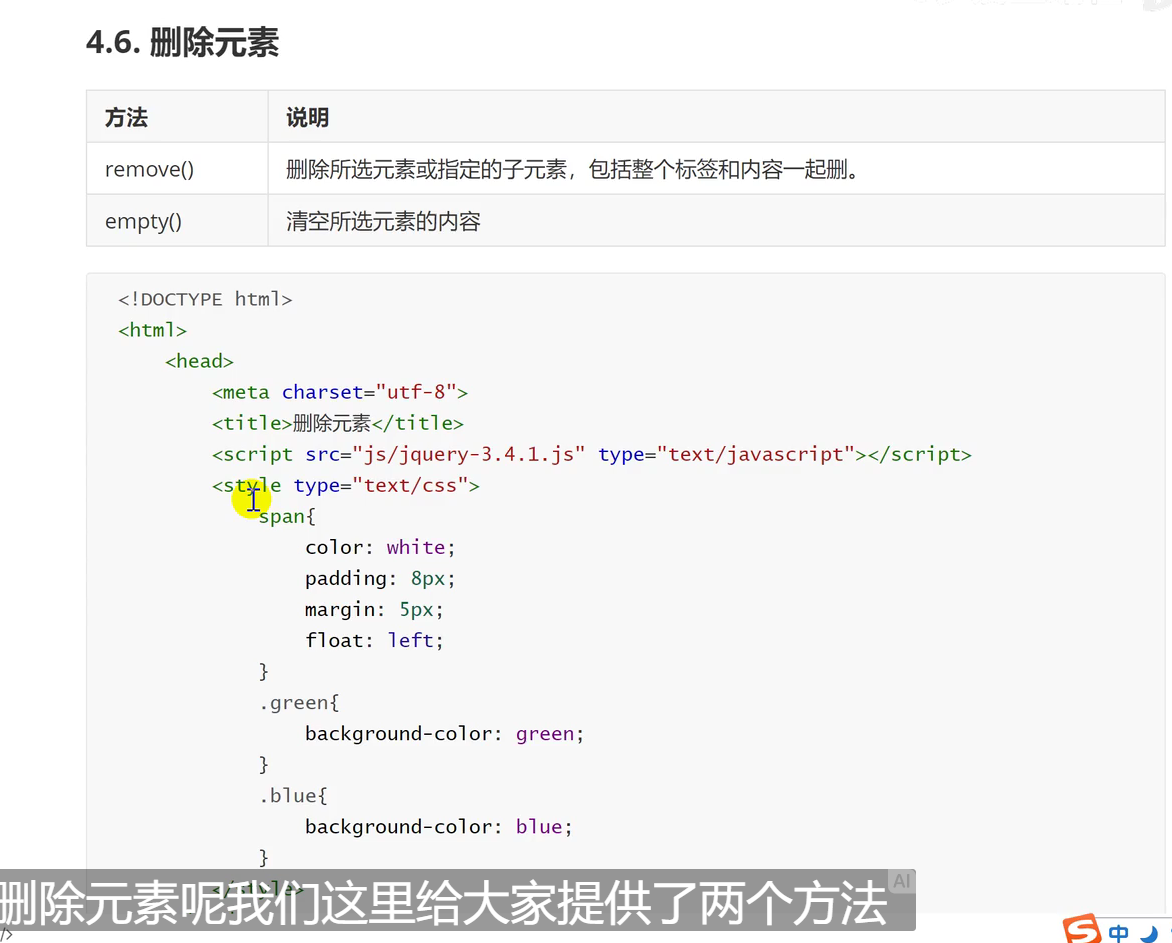 4.6. 删除元素
方法 说明
remove() 删除所选元素或指定的子元素，包括整个标签和内容一起删。
empty() 清空所选元素的内容
<!DOCTYPE html>
<html>
<head>
<meta charset="utf-8">
<title>删除元素</title>
<script src="js/jquery-3.4.1.js" type="text/javascript"></script>
<style type="text/css">
span{
color: white;
padding: 8px;
margin: 5px;
float: left;
}
.green{
background-color: green;
}
.blue{
background-color: blue;
}
</style>
AI
删除元素呢我们这里给大家提供了两个方法
/>
S 中